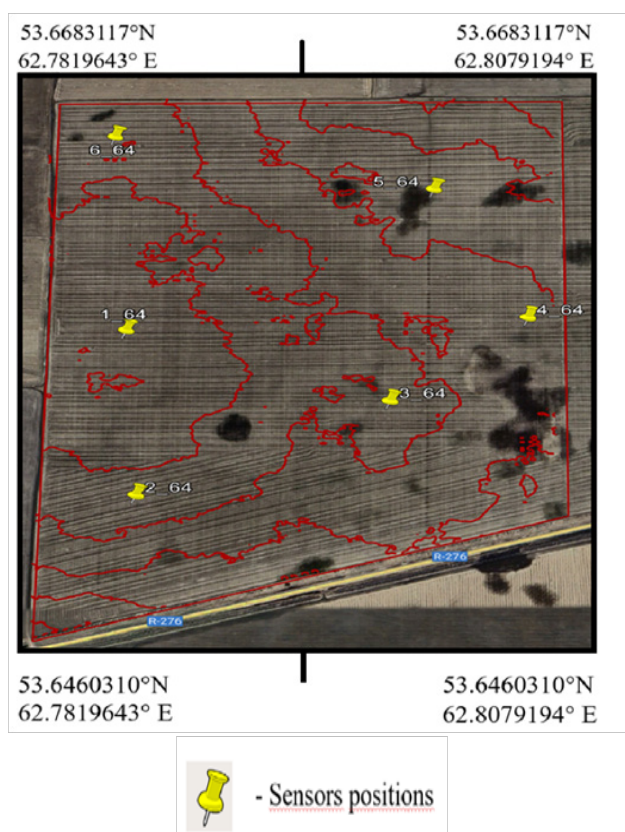 53.6683117°N
62.7819643° E
53.6683117°N
62.8079194° E
6_64
5_64
1_64
4_64
3_64
2_64
R-276
R-276
53.6460310°N
62.7819643° E
53.6460310°N
62.8079194° E
- Sensors positions